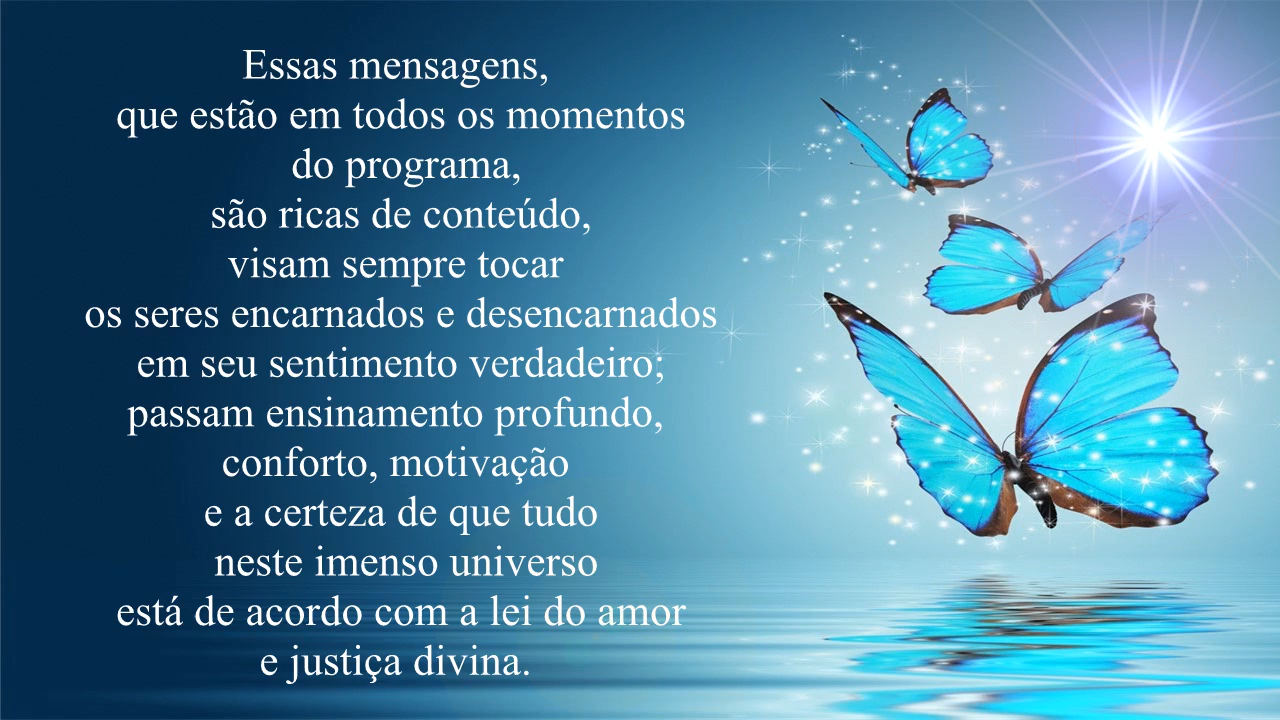 Essas mensagens,
que estão em todos os momentos
do programa,
são ricas de conteúdo,
visam sempre tocar
os seres encarnados e desencarnados
em seu sentimento verdadeiro;
passam ensinamento profundo,
conforto, motivação
e a certeza de que tudo
neste imenso universo
está de acordo com a lei do amor
e justiça divina.